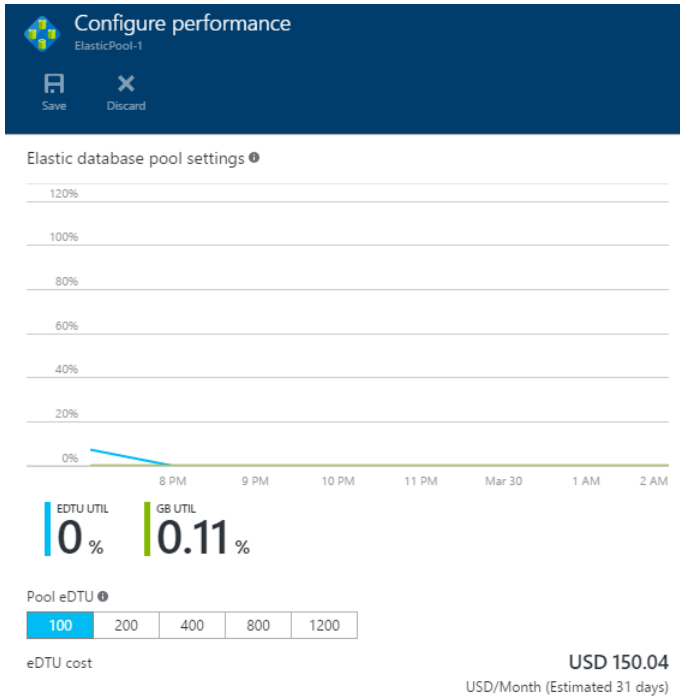 Configure performance
ElasticPool-1
Save Discard
Elastic database pool settings
120%
100%
80%
60%
40%
20%
0%
8 PM 9 PM 10 PM 11 PM Mar 30 1 AM 2 AM
EDTU UTIL GB UTIL
0 % 0.11 %
Pool eDTU
100 200 400 800 1200
eDTU cost USD 150.04
USD/Month (Estimated 31 days)